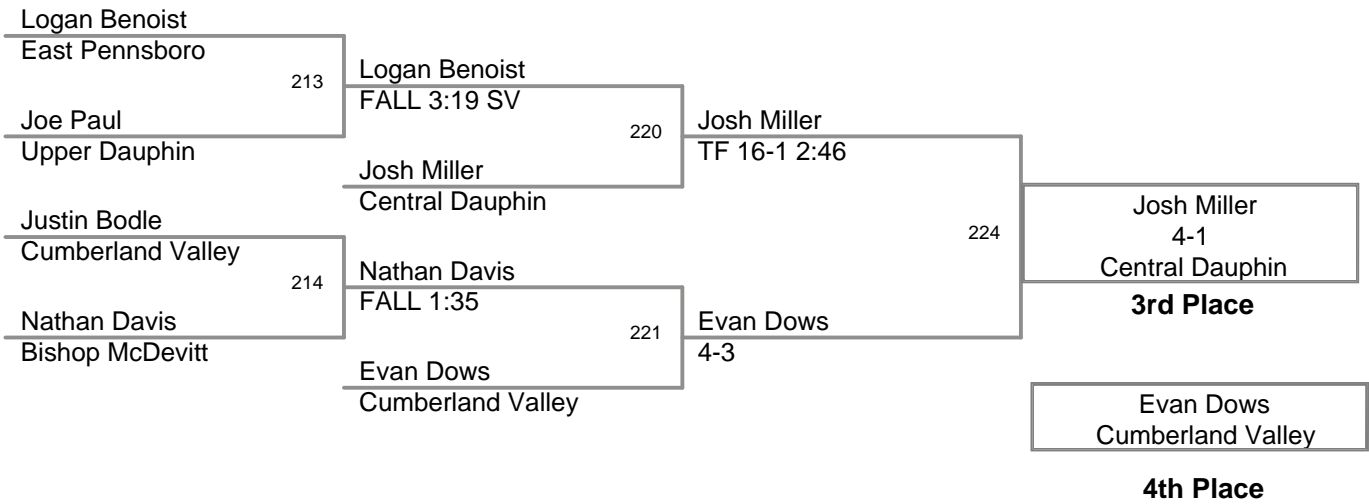 Logan Benoist
East Pennsboro
213
Joe Paul
Upper Dauphin
Justin Bodle
Cumberland Valley
214
Nathan Davis
Bishop McDevitt
Logan Benoist
FALL 3:19 SV
220
Josh Miller
Central Dauphin
Nathan Davis
FALL 1:35
221
Evan Dows
Cumberland Valley
Josh Miller
TF 16-1 2:46
224
Evan Dows
4-3
Josh Miller
4-1
Central Dauphin
3rd Place
Evan Dows
Cumberland Valley
4th Place